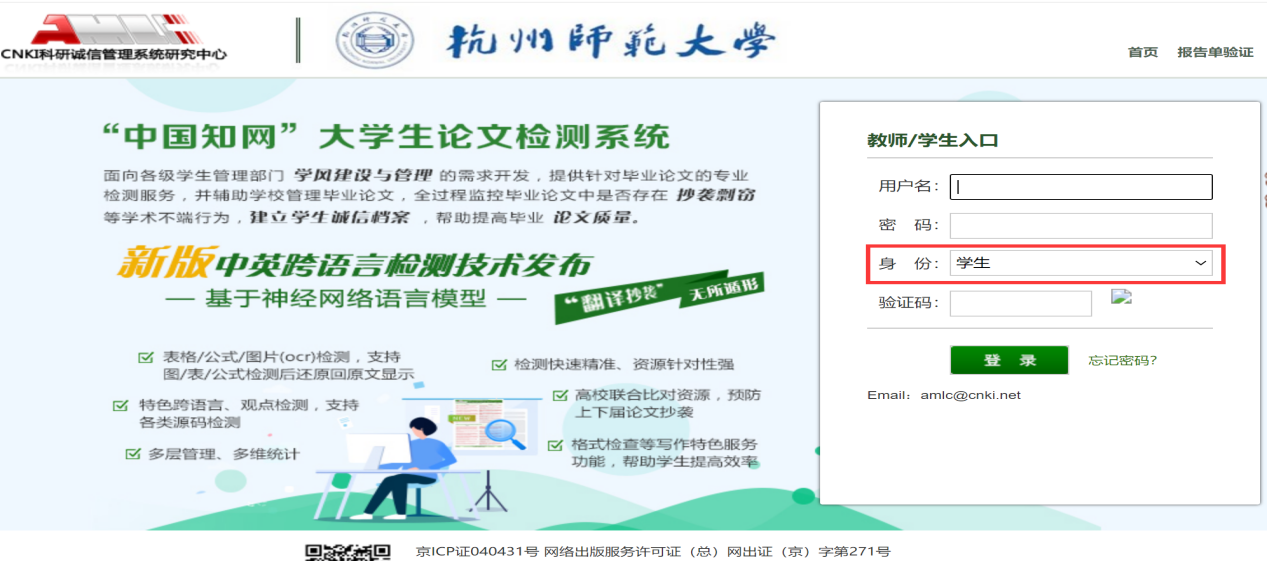 CNKI科研诚信管理系统研究中心
杭州师范大学
首页 报告单验证
“中国知网”大学生论文检测系统
面向各级学生管理部门 学风建设与管理 的需求开发，提供针对毕业论文的专业
检测服务，并辅助学校管理毕业论文，全过程监控毕业论文中是否存在 抄袭剽窃
等学术不端行为，建立学生诚信档案 ，帮助提高毕业 论文质量。
新版中英跨语言检测技术发布
— 基于神经网络语言模型 —
“翻译抄袭”
无所遁形
表格/公式/图片(ocr)检测，支持
图/表/公式检测后还原回原文显示
特色跨语言、观点检测，支持
各类源码检测
多层管理、多维统计
检测快速精准、资源针对性强
高校联合比对资源，预防
上下届论文抄袭
格式检查等写作特色服务
功能，帮助学生提高效率
NEW
教师/学生入口
用户名：
密 码：
身 份： 学生
验证码：
登 录 忘记密码?
Email： amlc@cnki.net
京ICP证040431号 网络出版服务许可证（总）网出证（京）字第271号